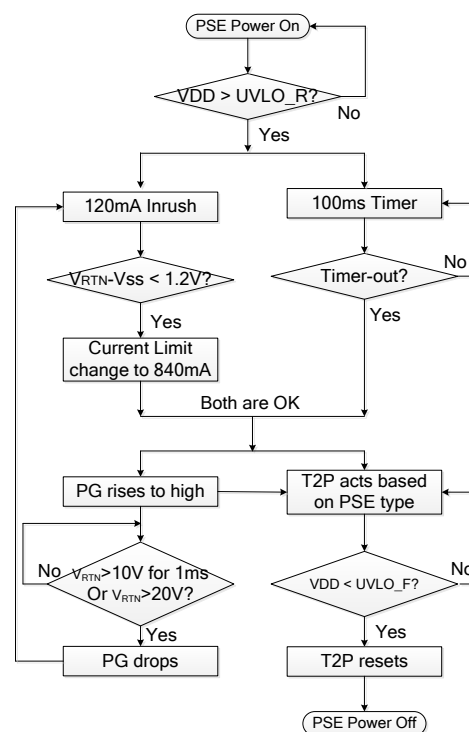 PSE Power On
VDD > UVLO_R?
No
Yes
120mA Inrush
100ms Timer
VRTN-Vss < 1.2V?
Timer-out?
No
Yes
Yes
Current Limit
change to 840mA
Both are OK
PG rises to high
T2P acts based
on PSE type
VRTN>10V for 1ms
Or VRTN>20V?
No
VDD < UVLO_F?
No
Yes
Yes
PG drops
T2P resets
PSE Power Off